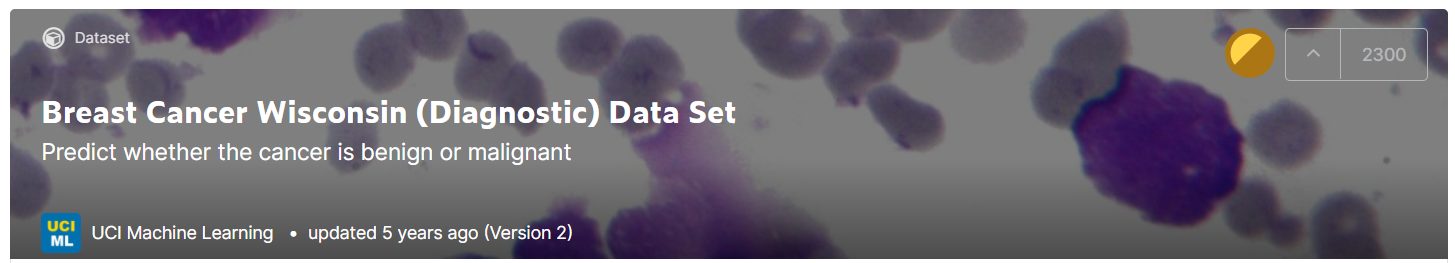 Dataset
2300
Breast Cancer Wisconsin (Diagnostic) Data Set
Predict whether the cancer is benign or malignant
UCI
ML
UCI Machine Learning • updated 5 years ago (Version 2)